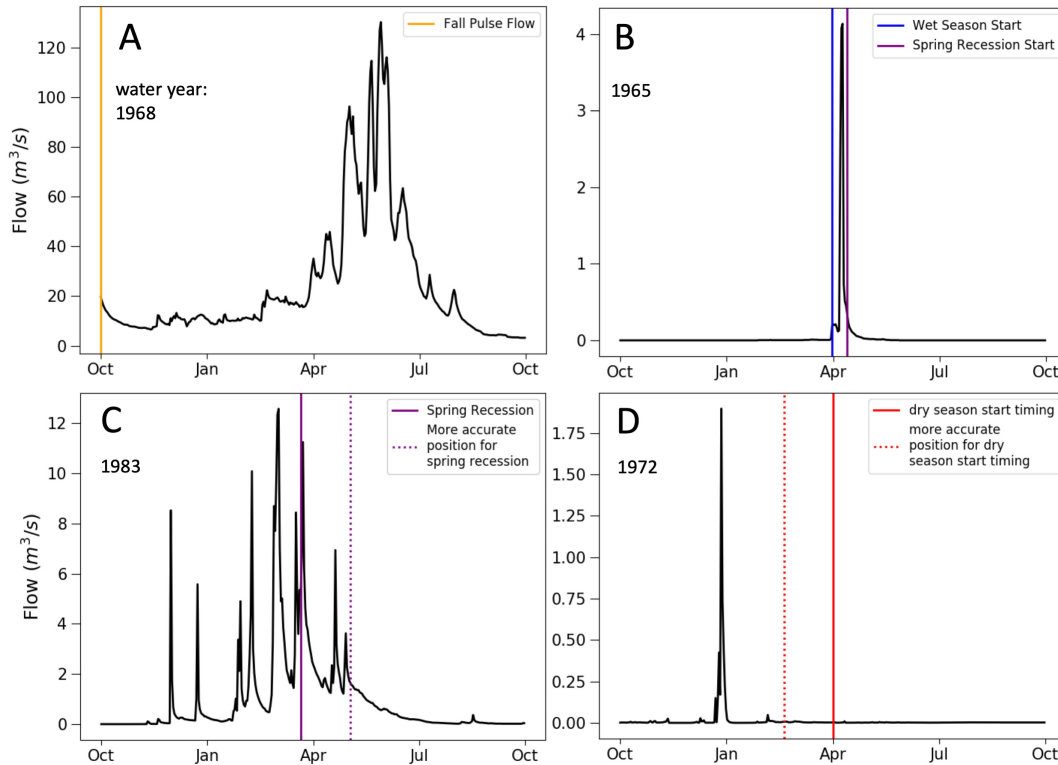 A
Fall Pulse Flow
water year:
1968
Flow (m³/s)
120
100
80
60
40
20
0
Oct
Jan
Apr
Jul
Oct
B
Wet Season Start
Spring Recession Start
1965
4
3
2
1
0
Oct
Jan
Apr
Jul
Oct
C
Spring Recession
More accurate
position for
spring recession
1983
Flow (m³/s)
12
10
8
6
4
2
0
Oct
Jan
Apr
Jul
Oct
D
dry season start timing
more accurate
position for dry
season start timing
1972
1.75
1.50
1.25
1.00
0.75
0.50
0.25
0.00
Oct
Jan
Apr
Jul
Oct